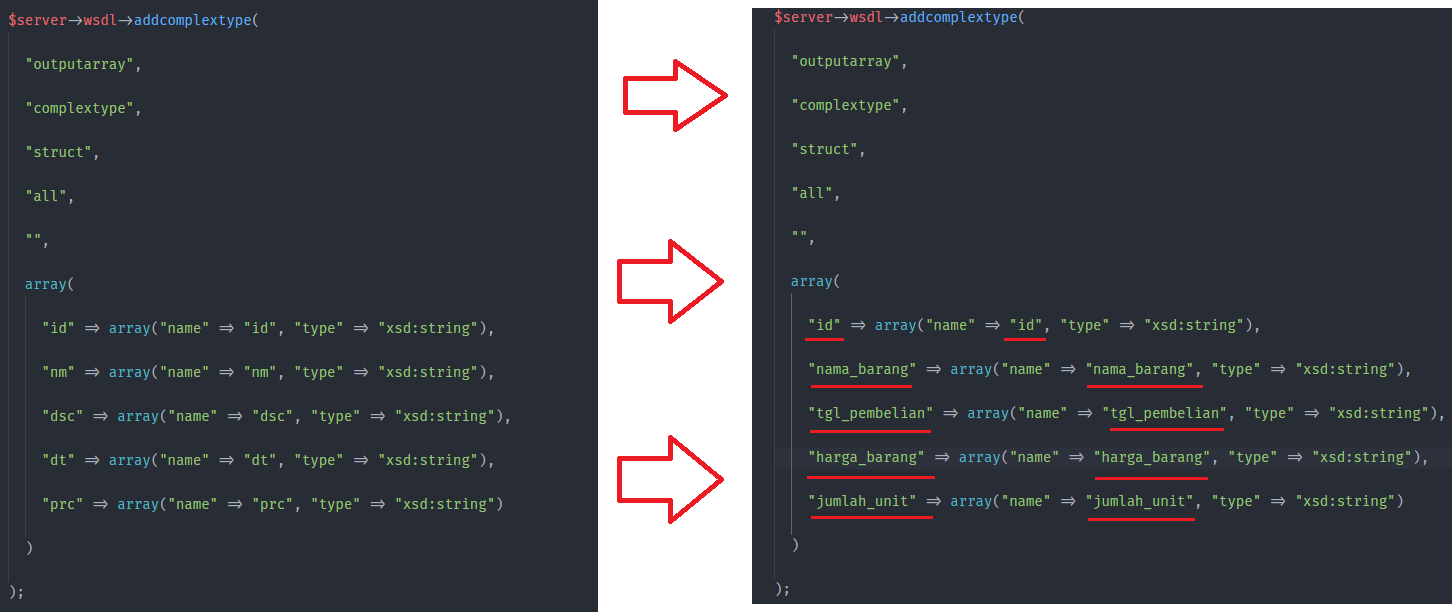 $server->wsdl->addcomplextype(
"outputarray",
"complextype",
"struct",
"all",
"",
array(
"id" => array("name" => "id", "type" => "xsd:string"),
"nm" => array("name" => "nm", "type" => "xsd:string"),
"dsc" => array("name" => "dsc", "type" => "xsd:string"),
"dt" => array("name" => "dt", "type" => "xsd:string"),
"prc" => array("name" => "prc", "type" => "xsd:string")
)
);
$server->wsdl->addcomplextype(
"outputarray",
"complextype",
"struct",
"all",
"",
array(
"id" => array("name" => "id", "type" => "xsd:string"),
"nama_barang" => array("name" => "nama_barang", "type" => "xsd:string"),
"tgl_pembelian" => array("name" => "tgl_pembelian", "type" => "xsd:string"),
"harga_barang" => array("name" => "harga_barang", "type" => "xsd:string"),
"jumlah_unit" => array("name" => "jumlah_unit", "type" => "xsd:string")
)
);